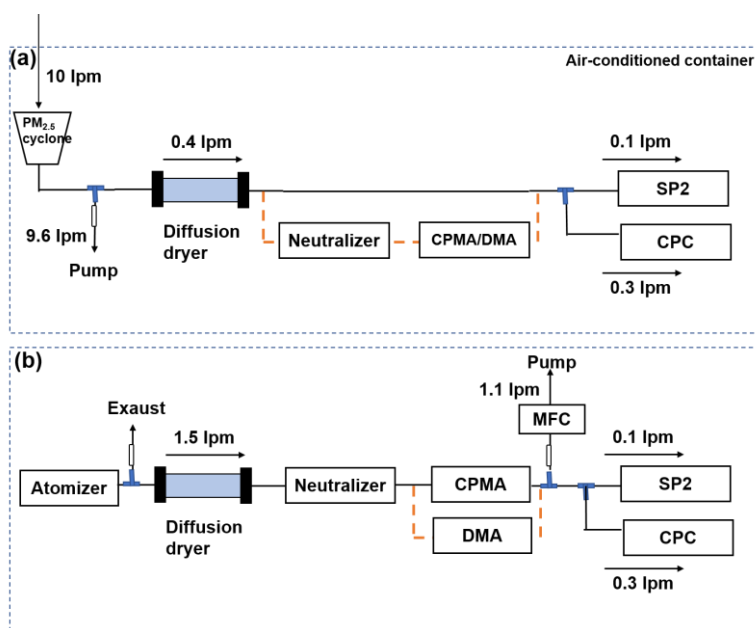 (a)
Air-conditioned container
10 lpm
PM2.5
cyclone
0.4 lpm
0.1 lpm
SP2
9.6 lpm
Pump
Diffusion
dryer
Neutralizer
CPMA/DMA
CPC
0.3 lpm
(b)
Pump
1.1 lpm
MFC
Exaust
1.5 lpm
0.1 lpm
Atomizer
Neutralizer
CPMA
SP2
Diffusion
dryer
DMA
CPC
0.3 lpm